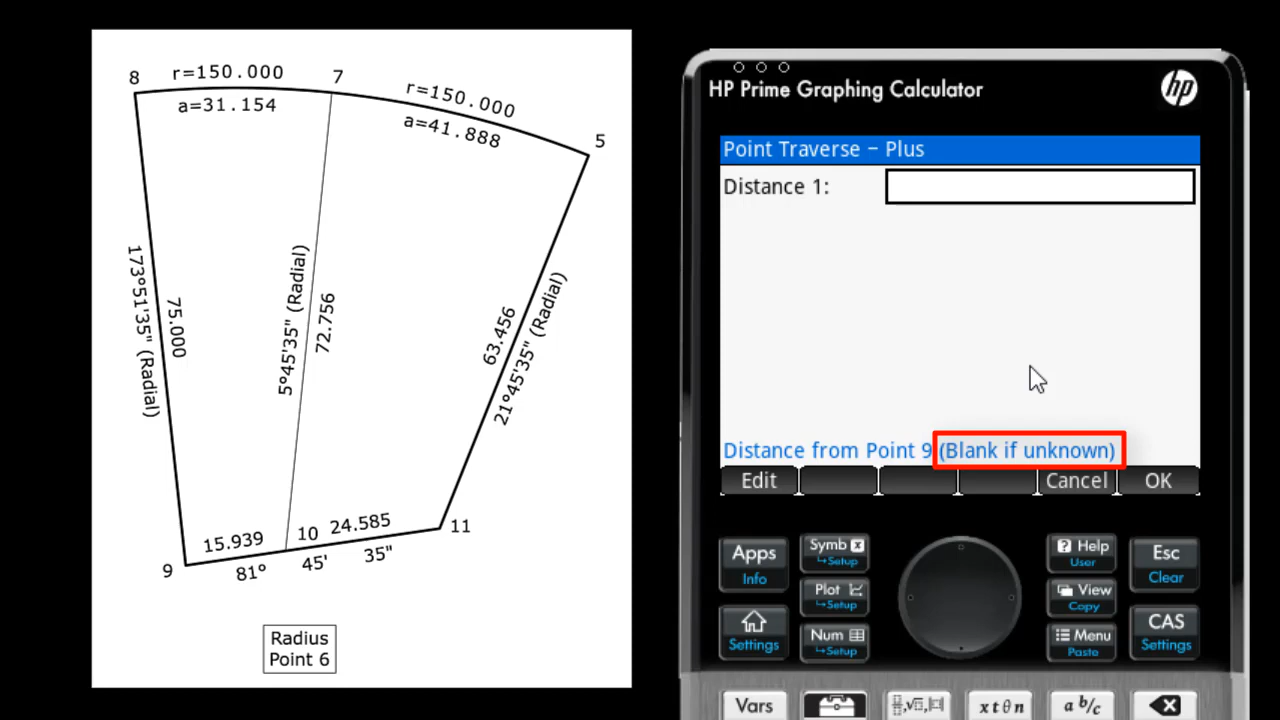 8
r=150.000
7
a=31.154
r=150.000
a=41.888
5
173°51'35" (Radial)
75.000
5°45'35" (Radial)
72.756
63.456
21°45'35" (Radial)
15.939
10
24.585
11
9
81°
45'
35"
Radius
Point 6
HP Prime Graphing Calculator
hp
Point Traverse – Plus
Distance 1:
Distance from Point 9 (Blank if unknown)
Edit
Cancel
OK
Apps
Info
Symb
Setup
Help
User
Esc
Clear
Plot
Setup
View
Copy
Settings
Num
Setup
Menu
Paste
CAS
Settings
Vars
x t θ n
a b/c